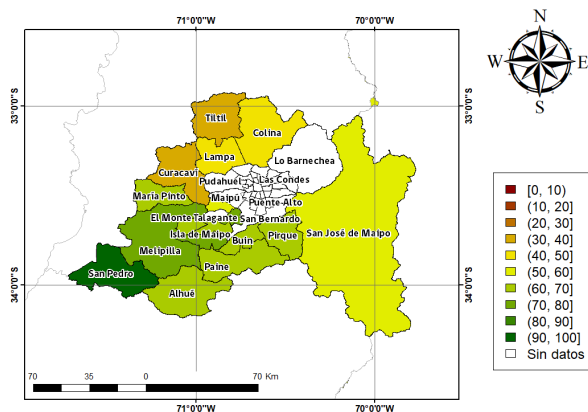 71°0'0"W
70°0'0"W
N
W
E
S
33°0'0"S
33°0'0"S
Tiltil
Colina
Lampa
Lo Barnechea
Curacaví
Pudahuel
Las Condes
María Pinto
Maipú
Puente Alto
El Monte
Talagante
San Bernardo
Isla de Maipo
Pirque
San José de Maipo
Buin
Melipilla
Paine
San Pedro
Alhué
34°0'0"S
34°0'0"S
[0, 10)
(10, 20]
(20, 30]
(30, 40]
(40, 50]
(50, 60]
(60, 70]
(70, 80]
(80, 90]
(90, 100]
Sin datos
70 35 0 70 Km
71°0'0"W
70°0'0"W